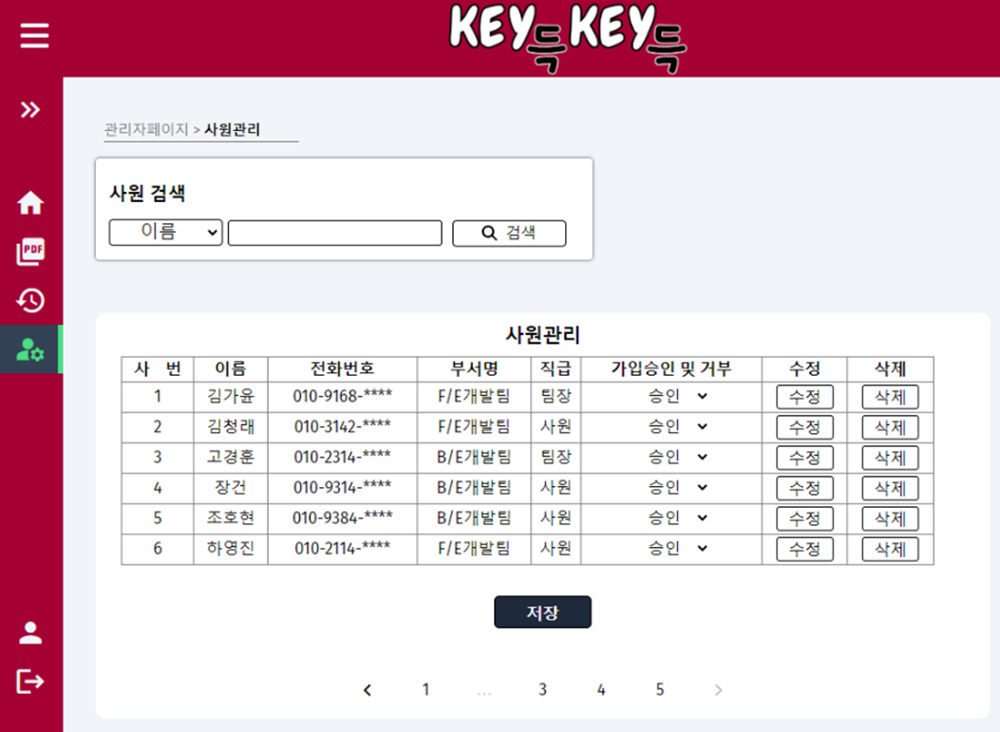 KEY득KEY득
관리자페이지 > 사원관리
사원 검색
이름 검색
PDF
사원관리
사 번 이름 전화번호 부서명 직급 가입승인 및 거부 수정 삭제
1 김가윤 010-9168-**** F/E개발팀 팀장 승인 수정 삭제
2 김청래 010-3142-**** F/E개발팀 사원 승인 수정 삭제
3 고경훈 010-2314-**** B/E개발팀 팀장 승인 수정 삭제
4 장건 010-9314-**** B/E개발팀 사원 승인 수정 삭제
5 조호현 010-9384-**** B/E개발팀 사원 승인 수정 삭제
6 하영진 010-2114-**** F/E개발팀 사원 승인 수정 삭제
저장
< 1 ... 3 4 5 >